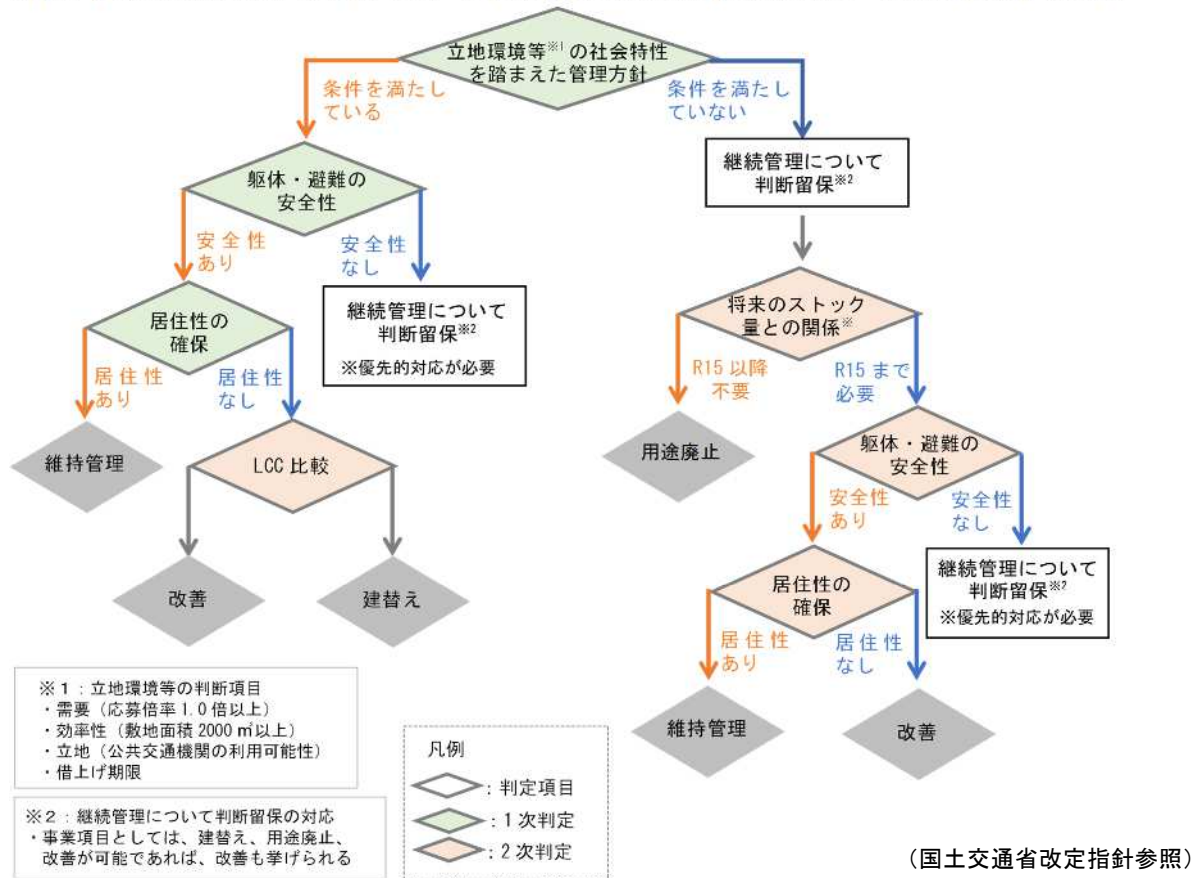 立地環境等※1の社会特性
を踏まえた管理方針
条件を満たし
ている
条件を満たし
ていない
躯体・避難の
安全性
継続管理について
判断留保※2
安全性
あり
安全性
なし
居住性の
確保
継続管理について
判断留保※2
※優先的対応が必要
将来のストック
量との関係※
居住性
あり
居住性
なし
R15以降
不要
R15まで
必要
維持管理
LCC比較
用途廃止
躯体・避難の
安全性
安全性
あり
安全性
なし
改善
建替え
居住性の
確保
継続管理について
判断留保※2
※優先的対応が必要
居住性
あり
居住性
なし
維持管理
改善
※1:立地環境等の判断項目
・需要(応募倍率1.0倍以上)
・効率性(敷地面積2000㎡以上)
・立地(公共交通機関の利用可能性)
・借上げ期限
※2:継続管理について判断留保の対応
・事業項目としては、建替え、用途廃止、
改善が可能であれば、改善も挙げられる
凡例
:判定項目
:1次判定
:2次判定
(国土交通省改定指針参照)